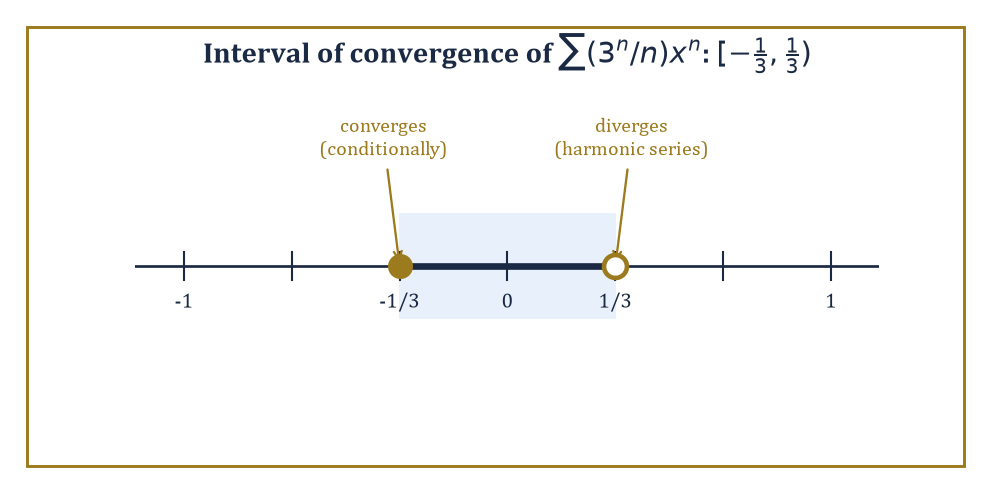 Interval of convergence of ∑(3ⁿ/n)xⁿ: [−1/3, 1/3)
converges
(conditionally)
diverges
(harmonic series)
-1
-1/3
0
1/3
1